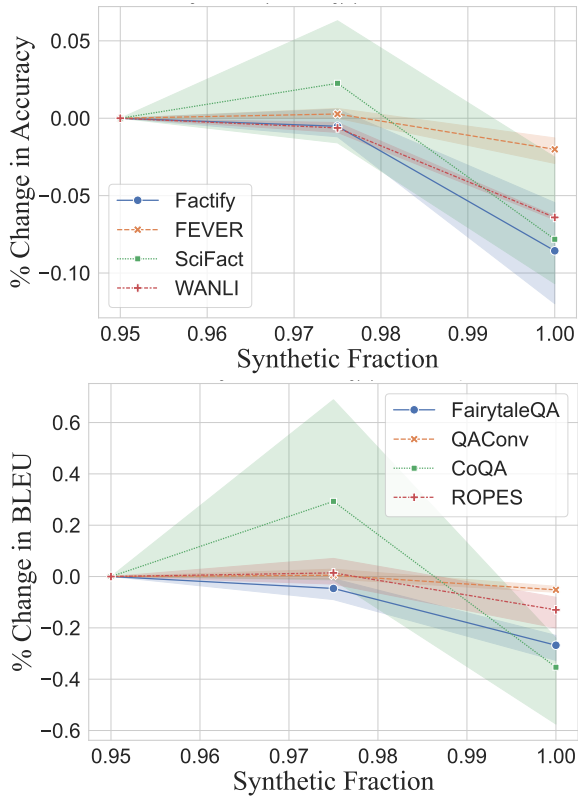 0.05
0.00
−0.05
−0.10
% Change in Accuracy
Factify
FEVER
SciFact
WANLI
0.95 0.96 0.97 0.98 0.99 1.00
Synthetic Fraction
0.6
0.4
0.2
0.0
−0.2
−0.4
−0.6
% Change in BLEU
FairytaleQA
QAConv
CoQA
ROPES
0.95 0.96 0.97 0.98 0.99 1.00
Synthetic Fraction